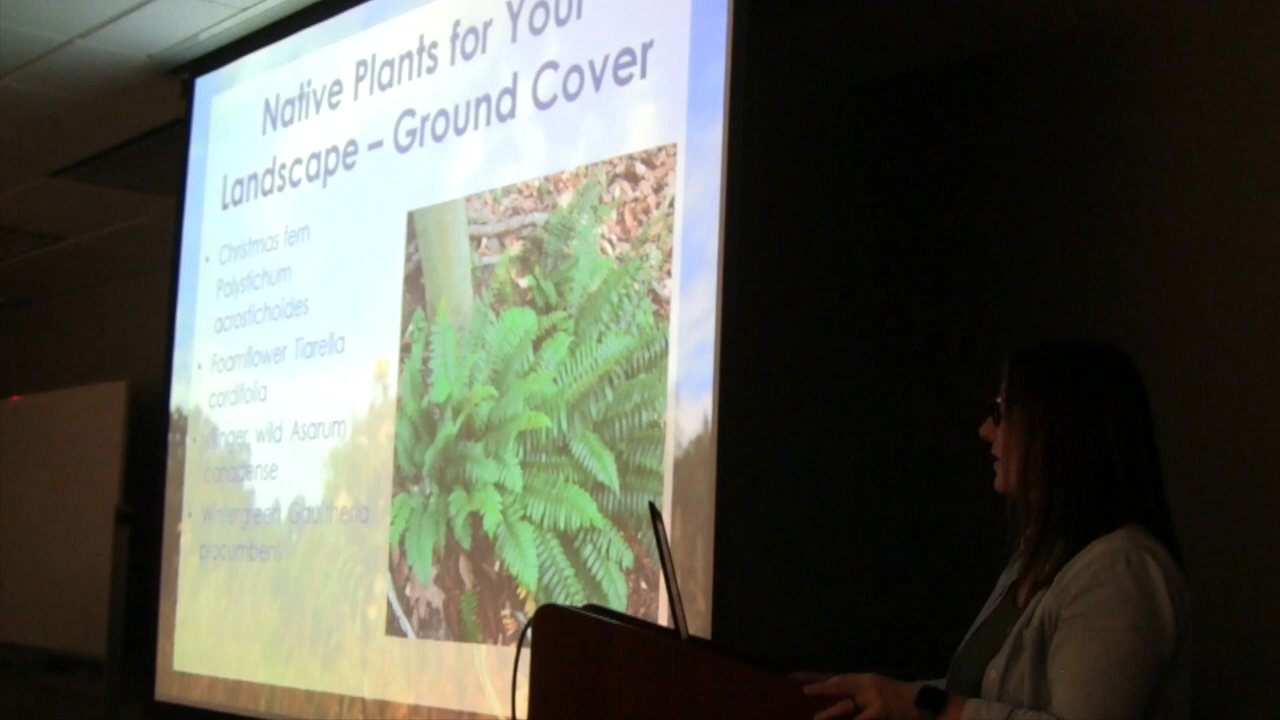 Native Plants for Your
Landscape – Ground Cover
• Christmas fern
Polystichum
acrostichoides
• Foamflower Tiarella
cordifolia
• Ginger, wild Asarum
canadense
• Wintergreen Gaultheria
procumbens